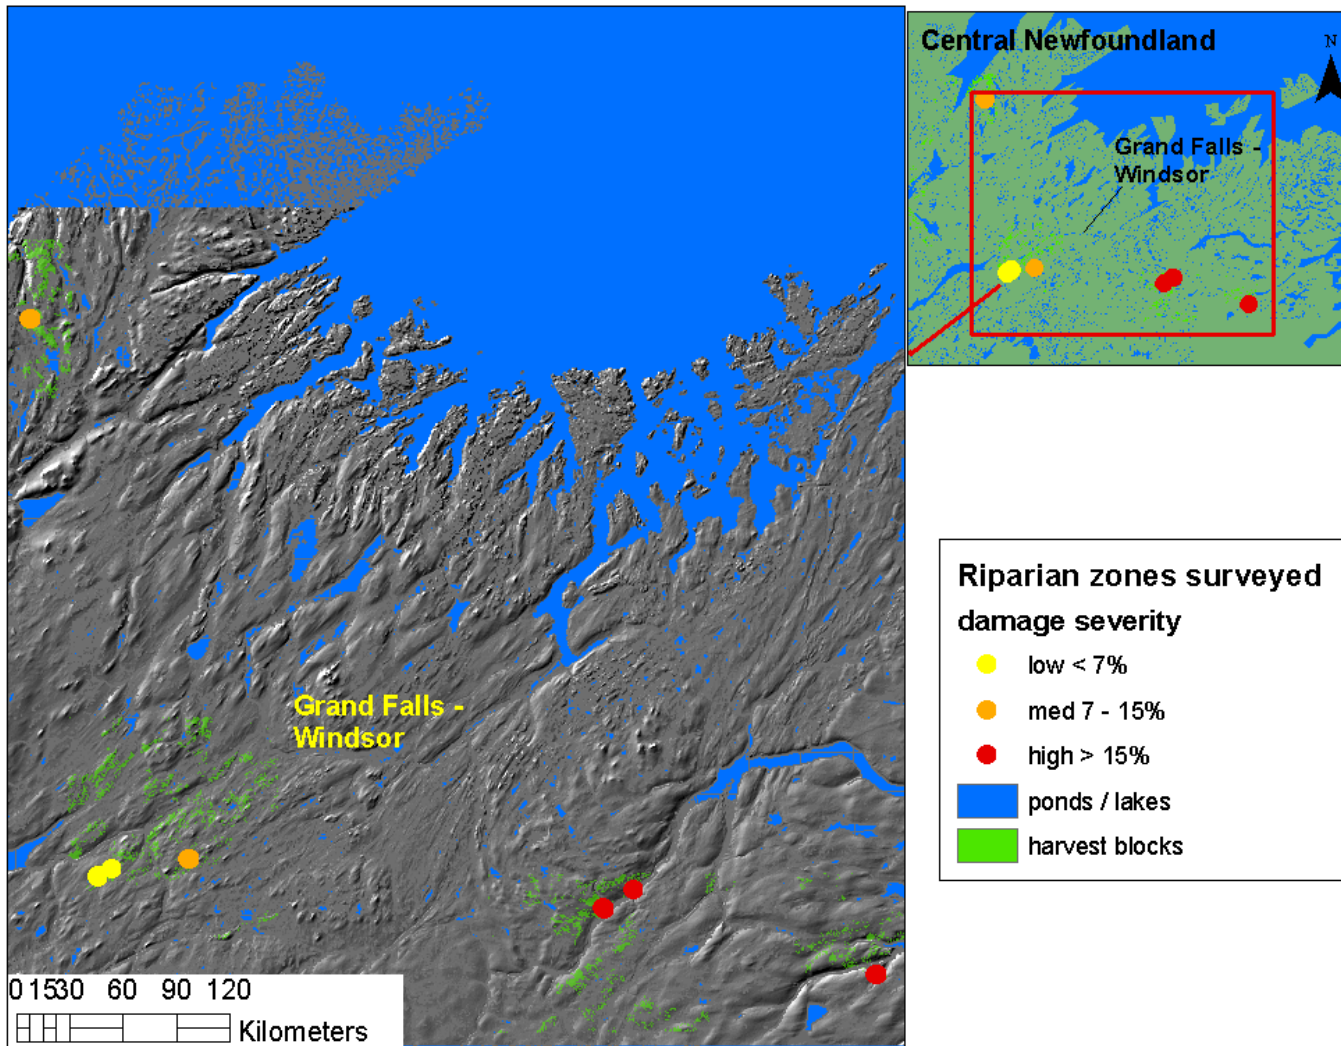 Central Newfoundland
N
Grand Falls -
Windsor
Grand Falls -
Windsor
Riparian zones surveyed
damage severity
low < 7%
med 7 - 15%
high > 15%
ponds / lakes
harvest blocks
0 15 30 60 90 120
Kilometers